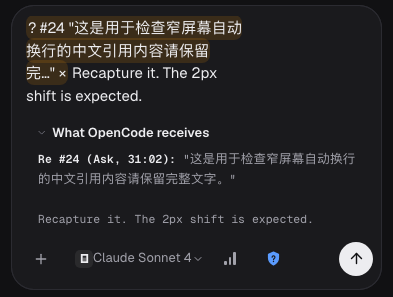 ? #24 "这是用于检查窄屏幕自动
换行的中文引用内容请保留
完…" × Recapture it. The 2px
shift is expected.
What OpenCode receives
Re #24 (Ask, 31:02): "这是用于检查窄屏幕自动换行
的中文引用内容请保留完整文字。"
Recapture it. The 2px shift is expected.
Claude Sonnet 4